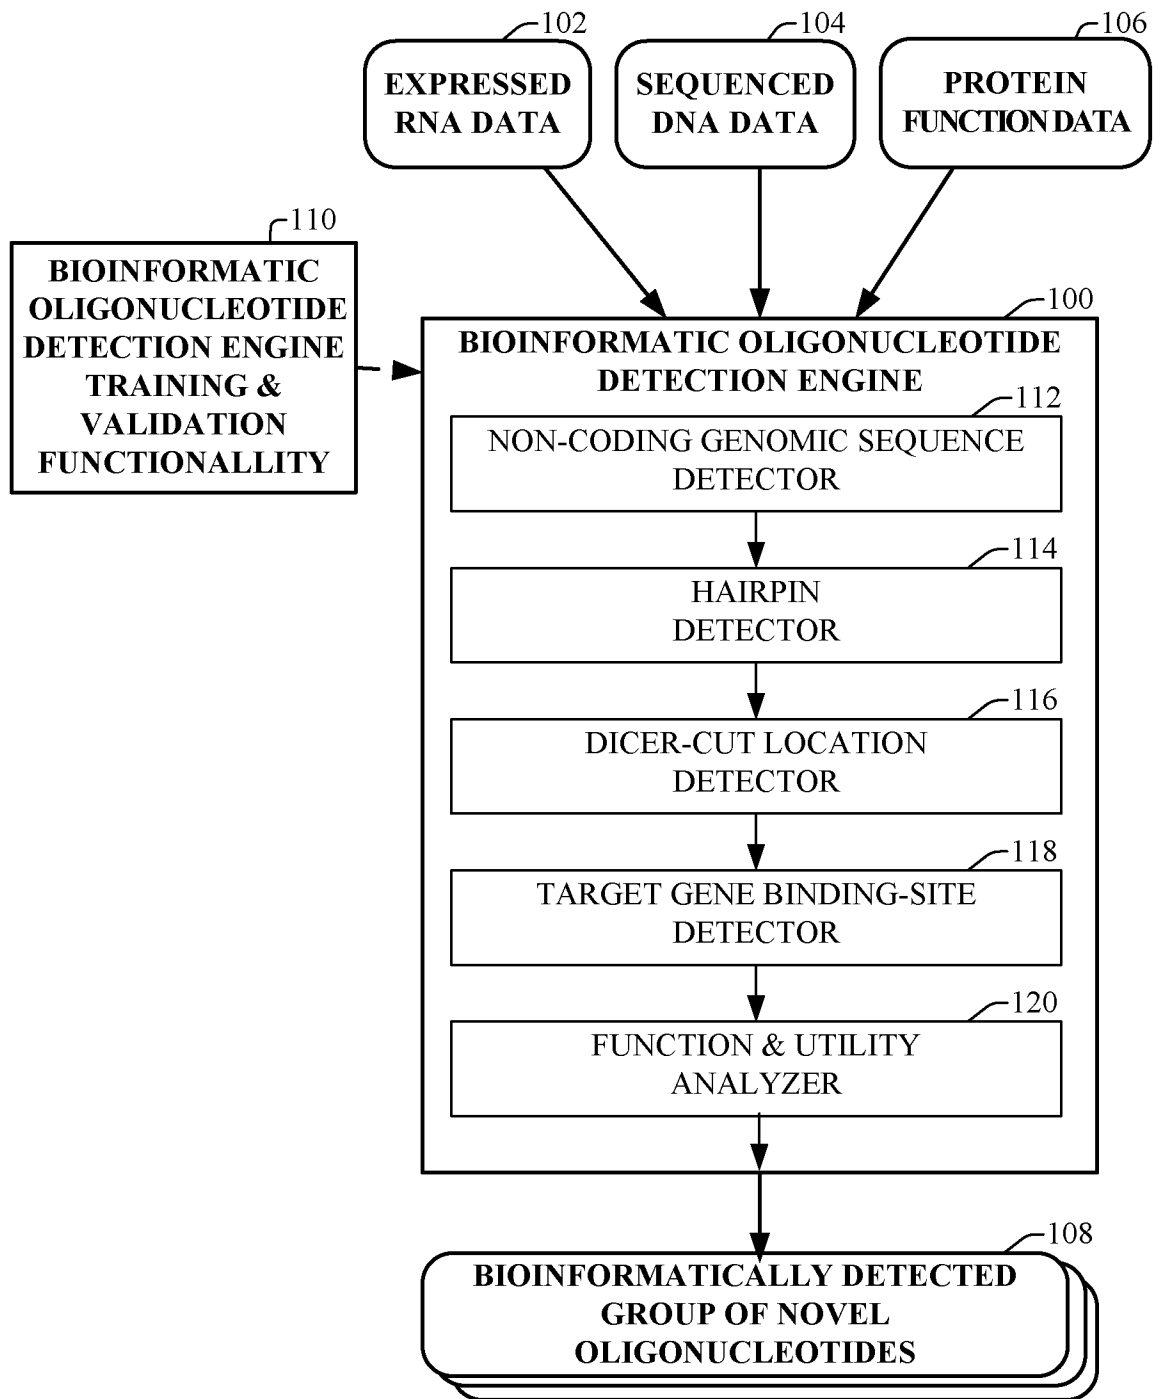 102
EXPRESSED
RNA DATA
104
SEQUENCED
DNA DATA
106
PROTEIN
FUNCTION DATA
110
BIOINFORMATIC
OLIGONUCLEOTIDE
DETECTION ENGINE
TRAINING &
VALIDATION
FUNCTIONALLITY
100
BIOINFORMATIC OLIGONUCLEOTIDE
DETECTION ENGINE
112
NON-CODING GENOMIC SEQUENCE
DETECTOR
114
HAIRPIN
DETECTOR
116
DICER-CUT LOCATION
DETECTOR
118
TARGET GENE BINDING-SITE
DETECTOR
120
FUNCTION & UTILITY
ANALYZER
108
BIOINFORMATICALLY DETECTED
GROUP OF NOVEL
OLIGONUCLEOTIDES